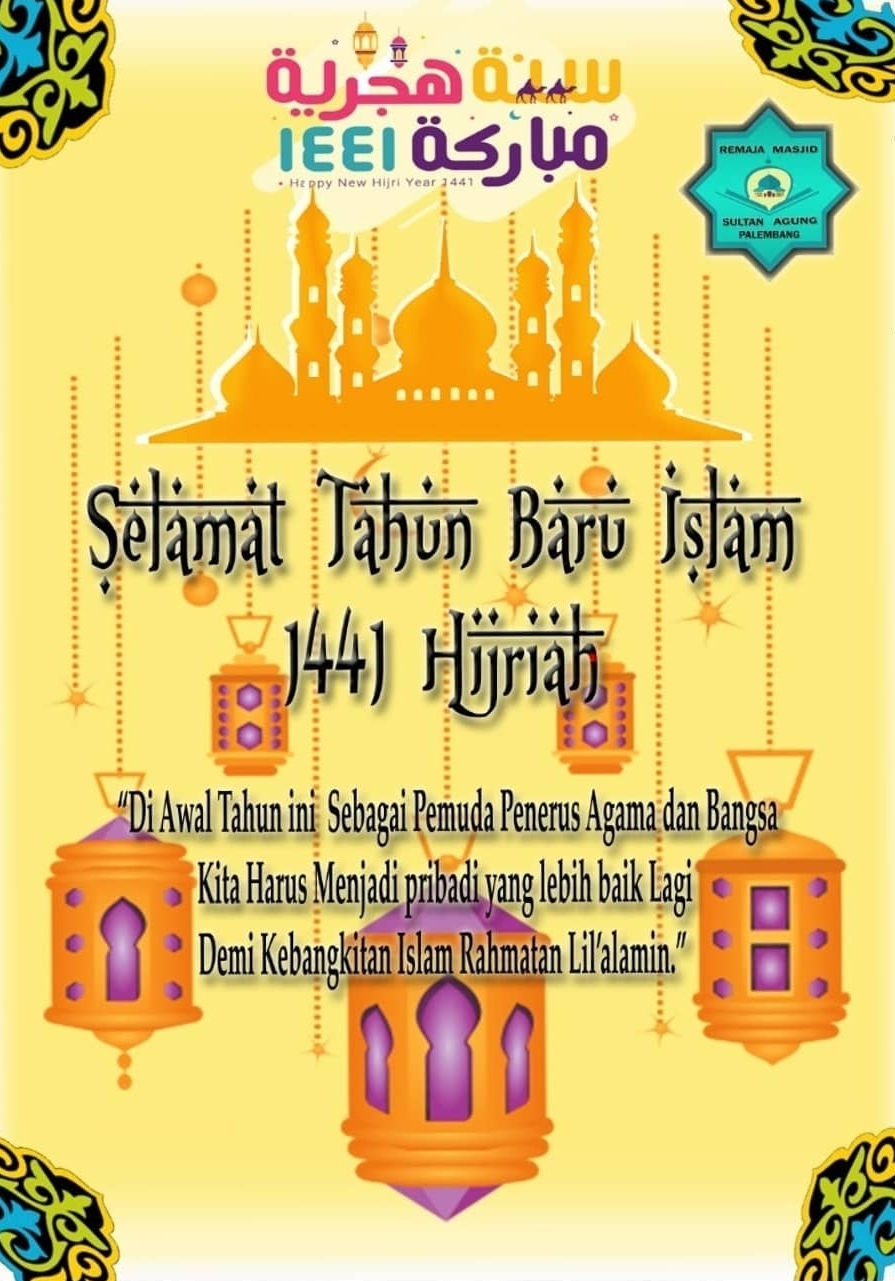 سنة هجرية
مباركة ١٤٤١
• Happy New Hijri Year 1441
REMAJA MASJID
SULTAN AGUNG
PALEMBANG
Selamat Tahun Baru Islam
1441 Hijriah
“Di Awal Tahun ini Sebagai Pemuda Penerus Agama dan Bangsa
Kita Harus Menjadi pribadi yang lebih baik Lagi
Demi Kebangkitan Islam Rahmatan Lil’alamin.”